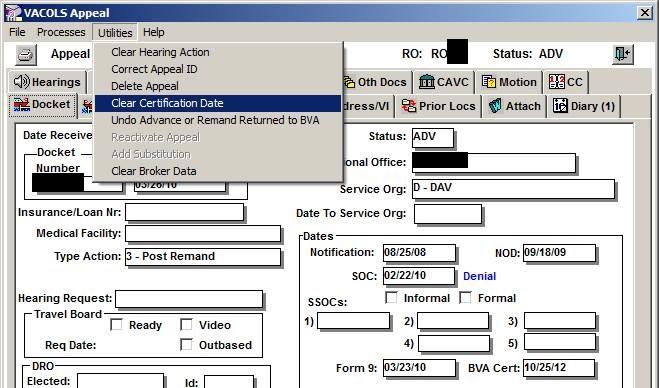 VACOLS Appeal
File Processes Utilities Help
Appeal RO: RO Status: ADV
Clear Hearing Action
Correct Appeal ID
Delete Appeal
Clear Certification Date
Undo Advance or Remand Returned to BVA
Reactivate Appeal
Add Substitution
Clear Broker Data
Hearings Oth Docs CAVC Motion CC
Docket dress/VI Prior Locs Attach Diary (1)
Date Receive Status: ADV
Docket
Number onal Office:
03/26/10 Service Org: D - DAV
Insurance/Loan Nr: Date To Service Org:
Medical Facility:
Type Action: 3 - Post Remand
Dates
Notification: 08/25/08 NOD: 09/18/09
SOC: 02/22/10 Denial
Hearing Request: SSOCs: Informal Formal
Travel Board
Ready Video 1) 2) 3)
Req Date: Outbased 4) 5)
DRO
Elected: Id: Form 9: 03/23/10 BVA Cert: 10/25/12